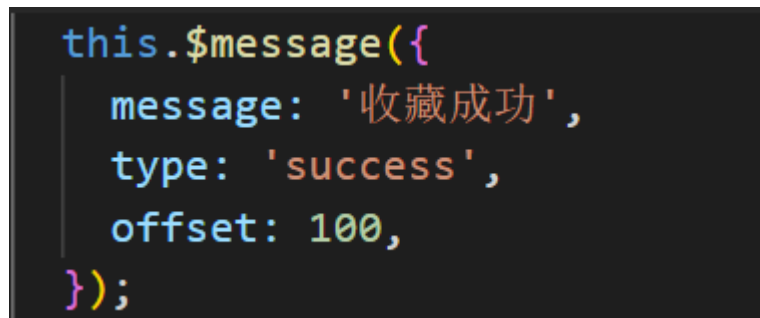 this.$message({
  message: '收藏成功',
  type: 'success',
  offset: 100,
});